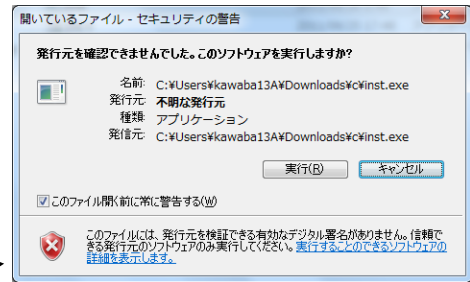 開いているファイル - セキュリティの警告
発行元を確認できませんでした。このソフトウェアを実行しますか?
名前: C:¥Users¥kawaba13A¥Downloads¥c¥inst.exe
発行元: 不明な発行元
種類: アプリケーション
発信元: C:¥Users¥kawaba13A¥Downloads¥c¥inst.exe
実行(R) キャンセル
このファイル開く前に常に警告する(W)
このファイルには、発行元を検証できる有効なデジタル署名がありません。信頼で
きる発行元のソフトウェアのみ実行してください。実行することのできるソフトウェアの
詳細を表示します。